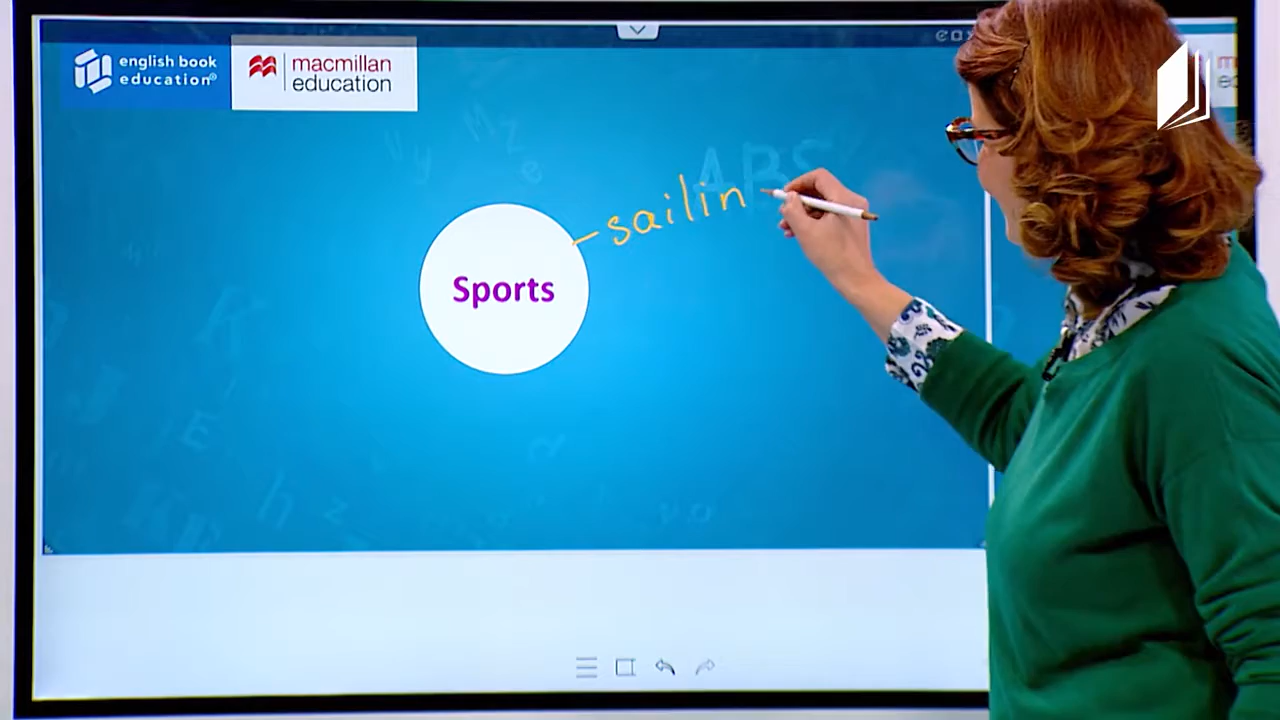 english book
education®
macmillan
education
sailin
Sports